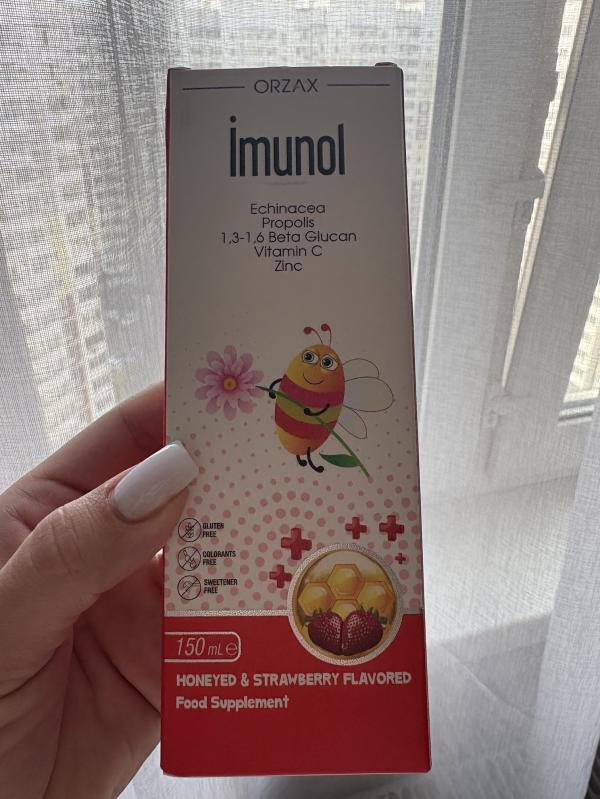 ORZAX
imunol
Echinacea
Propolis
1,3-1,6 Beta Glucan
Vitamin C
Zinc
GLUTEN
FREE
COLORANTS
FREE
SWEETENER
FREE
150 mL ℮
HONEYED & STRAWBERRY FLAVORED
Food Supplement